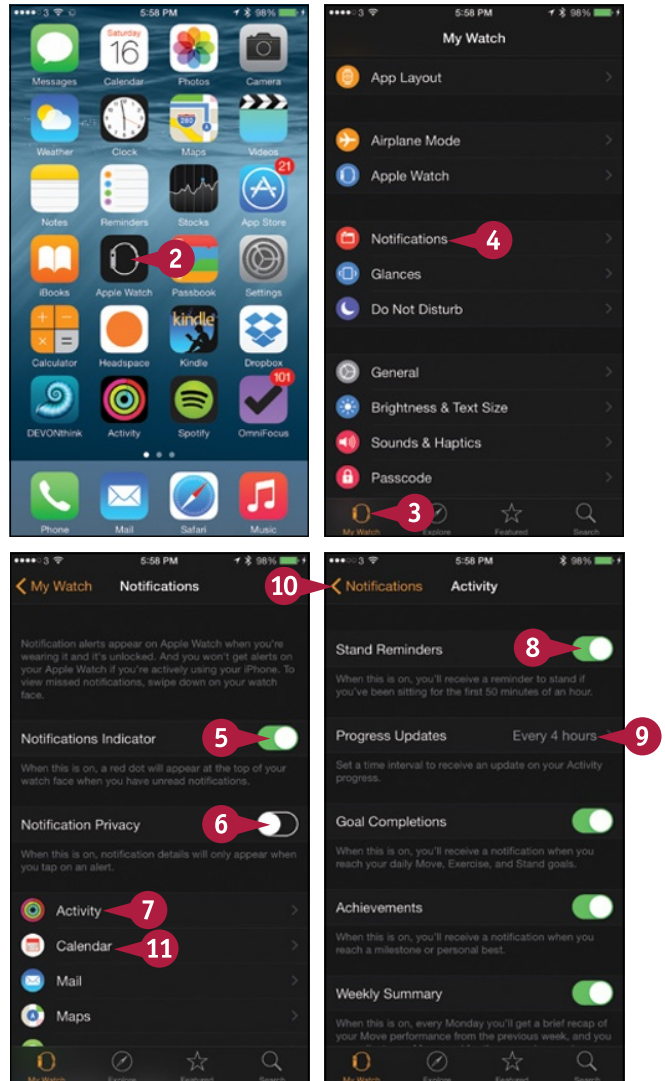 3 5:58 PM 98%
Saturday
16
Messages Calendar Photos Camera
280
Weather Clock Maps Videos
21
Notes Reminders Stocks App Store
2
iBooks Apple Watch Passbook Settings
kindle
Calculator Headspace Kindle Dropbox
101
DEVONthink Activity Spotify OmniFocus
Phone Mail Safari Music
3 5:58 PM 98%
My Watch
App Layout
Airplane Mode
Apple Watch
Notifications 4
Glances
Do Not Disturb
General
Brightness & Text Size
Sounds & Haptics
Passcode
3
My Watch Explore Featured Search
3 5:58 PM 98%
My Watch Notifications
Notification alerts appear on Apple Watch when you're
wearing it and it's unlocked. And you won't get alerts on
your Apple Watch if you're actively using your iPhone. To
view missed notifications, swipe down on your watch
face.
Notifications Indicator 5
When this is on, a red dot will appear at the top of your
watch face when you have unread notifications.
Notification Privacy 6
When this is on, notification details will only appear when
you tap on an alert.
Activity 7
Calendar 11
Mail
Maps
My Watch Explore Featured Search
3 5:58 PM 98%
10 Notifications Activity
Stand Reminders 8
When this is on, you'll receive a reminder to stand if
you've been sitting for the first 50 minutes of an hour.
Progress Updates Every 4 hours 9
Set a time interval to receive an update on your Activity
progress.
Goal Completions
When this is on, you'll receive a notification when you
reach your daily Move, Exercise, and Stand goals.
Achievements
When this is on, you'll receive a notification when you
reach a milestone or personal best.
Weekly Summary
When this is on, every Monday you'll get a brief recap of
your Move performance from the previous week, and you
My Watch Explore Featured Search